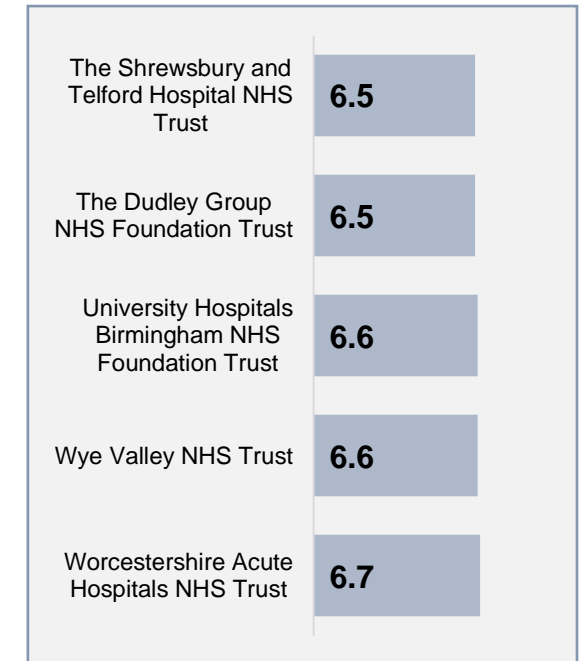 The Shrewsbury and
Telford Hospital NHS
Trust
6.5
The Dudley Group
NHS Foundation Trust
6.5
University Hospitals
Birmingham NHS
Foundation Trust
6.6
Wye Valley NHS Trust
6.6
Worcestershire Acute
Hospitals NHS Trust
6.7